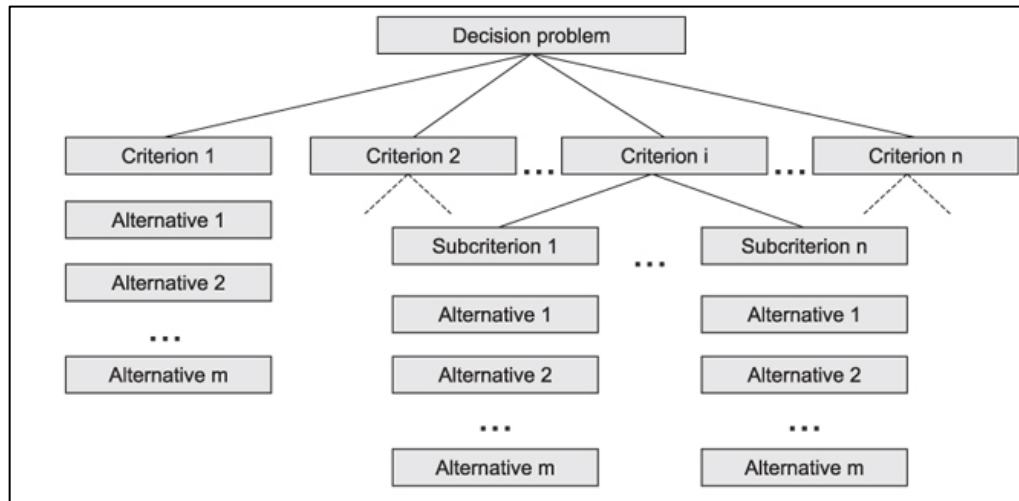 Decision problem
Criterion 1
Criterion 2
...
Criterion i
...
Criterion n
Alternative 1
Alternative 2
...
Alternative m
Subcriterion 1
...
Subcriterion n
Alternative 1
Alternative 1
Alternative 2
Alternative 2
...
...
Alternative m
Alternative m